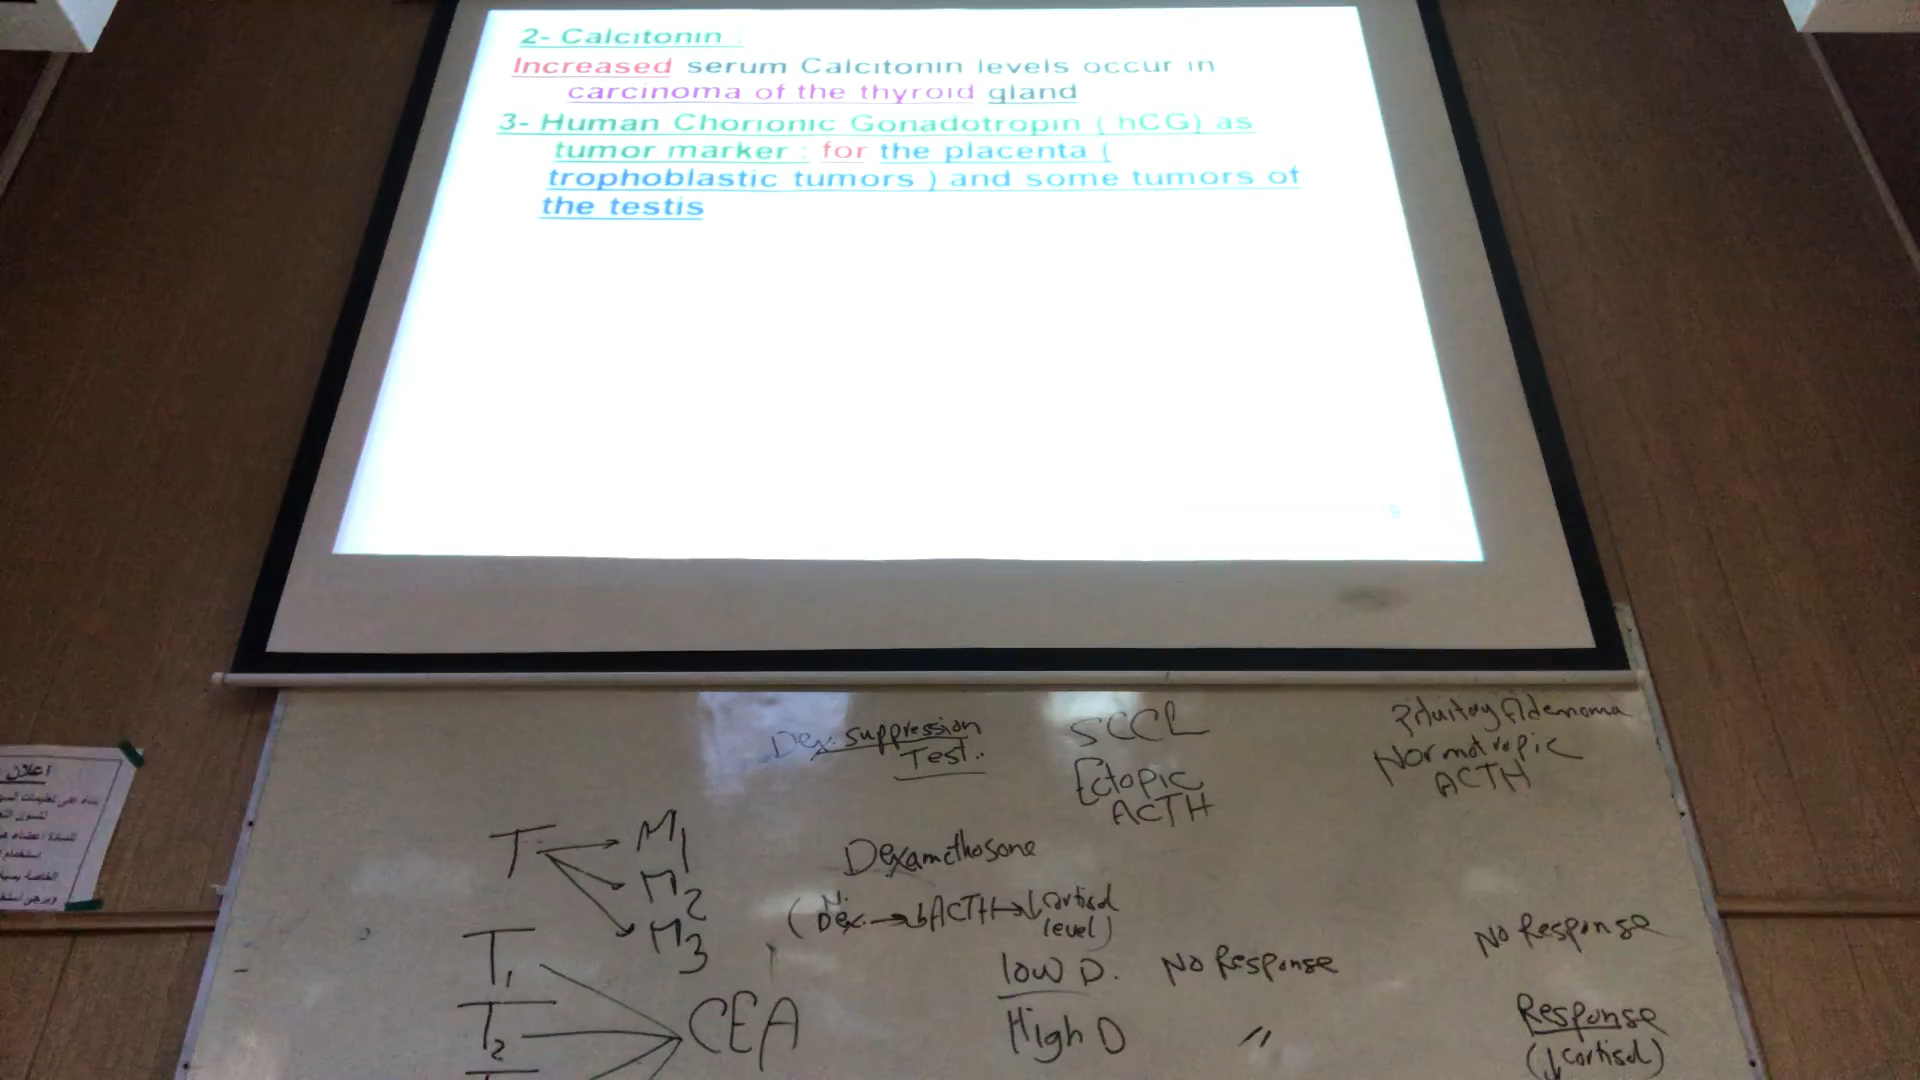 2- Calcitonin :
Increased serum Calcitonin levels occur in
carcinoma of the thyroid gland
3- Human Chorionic Gonadotropin ( hCG) as
tumor marker : for the placenta (
trophoblastic tumors ) and some tumors of
the testis
Dex. suppression
Test.
SCCL
Ectopic
ACTH
Pituitary Adenoma
Normotropic
ACTH
T → M1
M2
M3
Dexamethosone
(N. Dex. → ↓ACTH → ↓cortisol
level)
T1
T2
CEA
low D. No Response No Response
High D 〃 Response
(↓cortisol)
اعلان